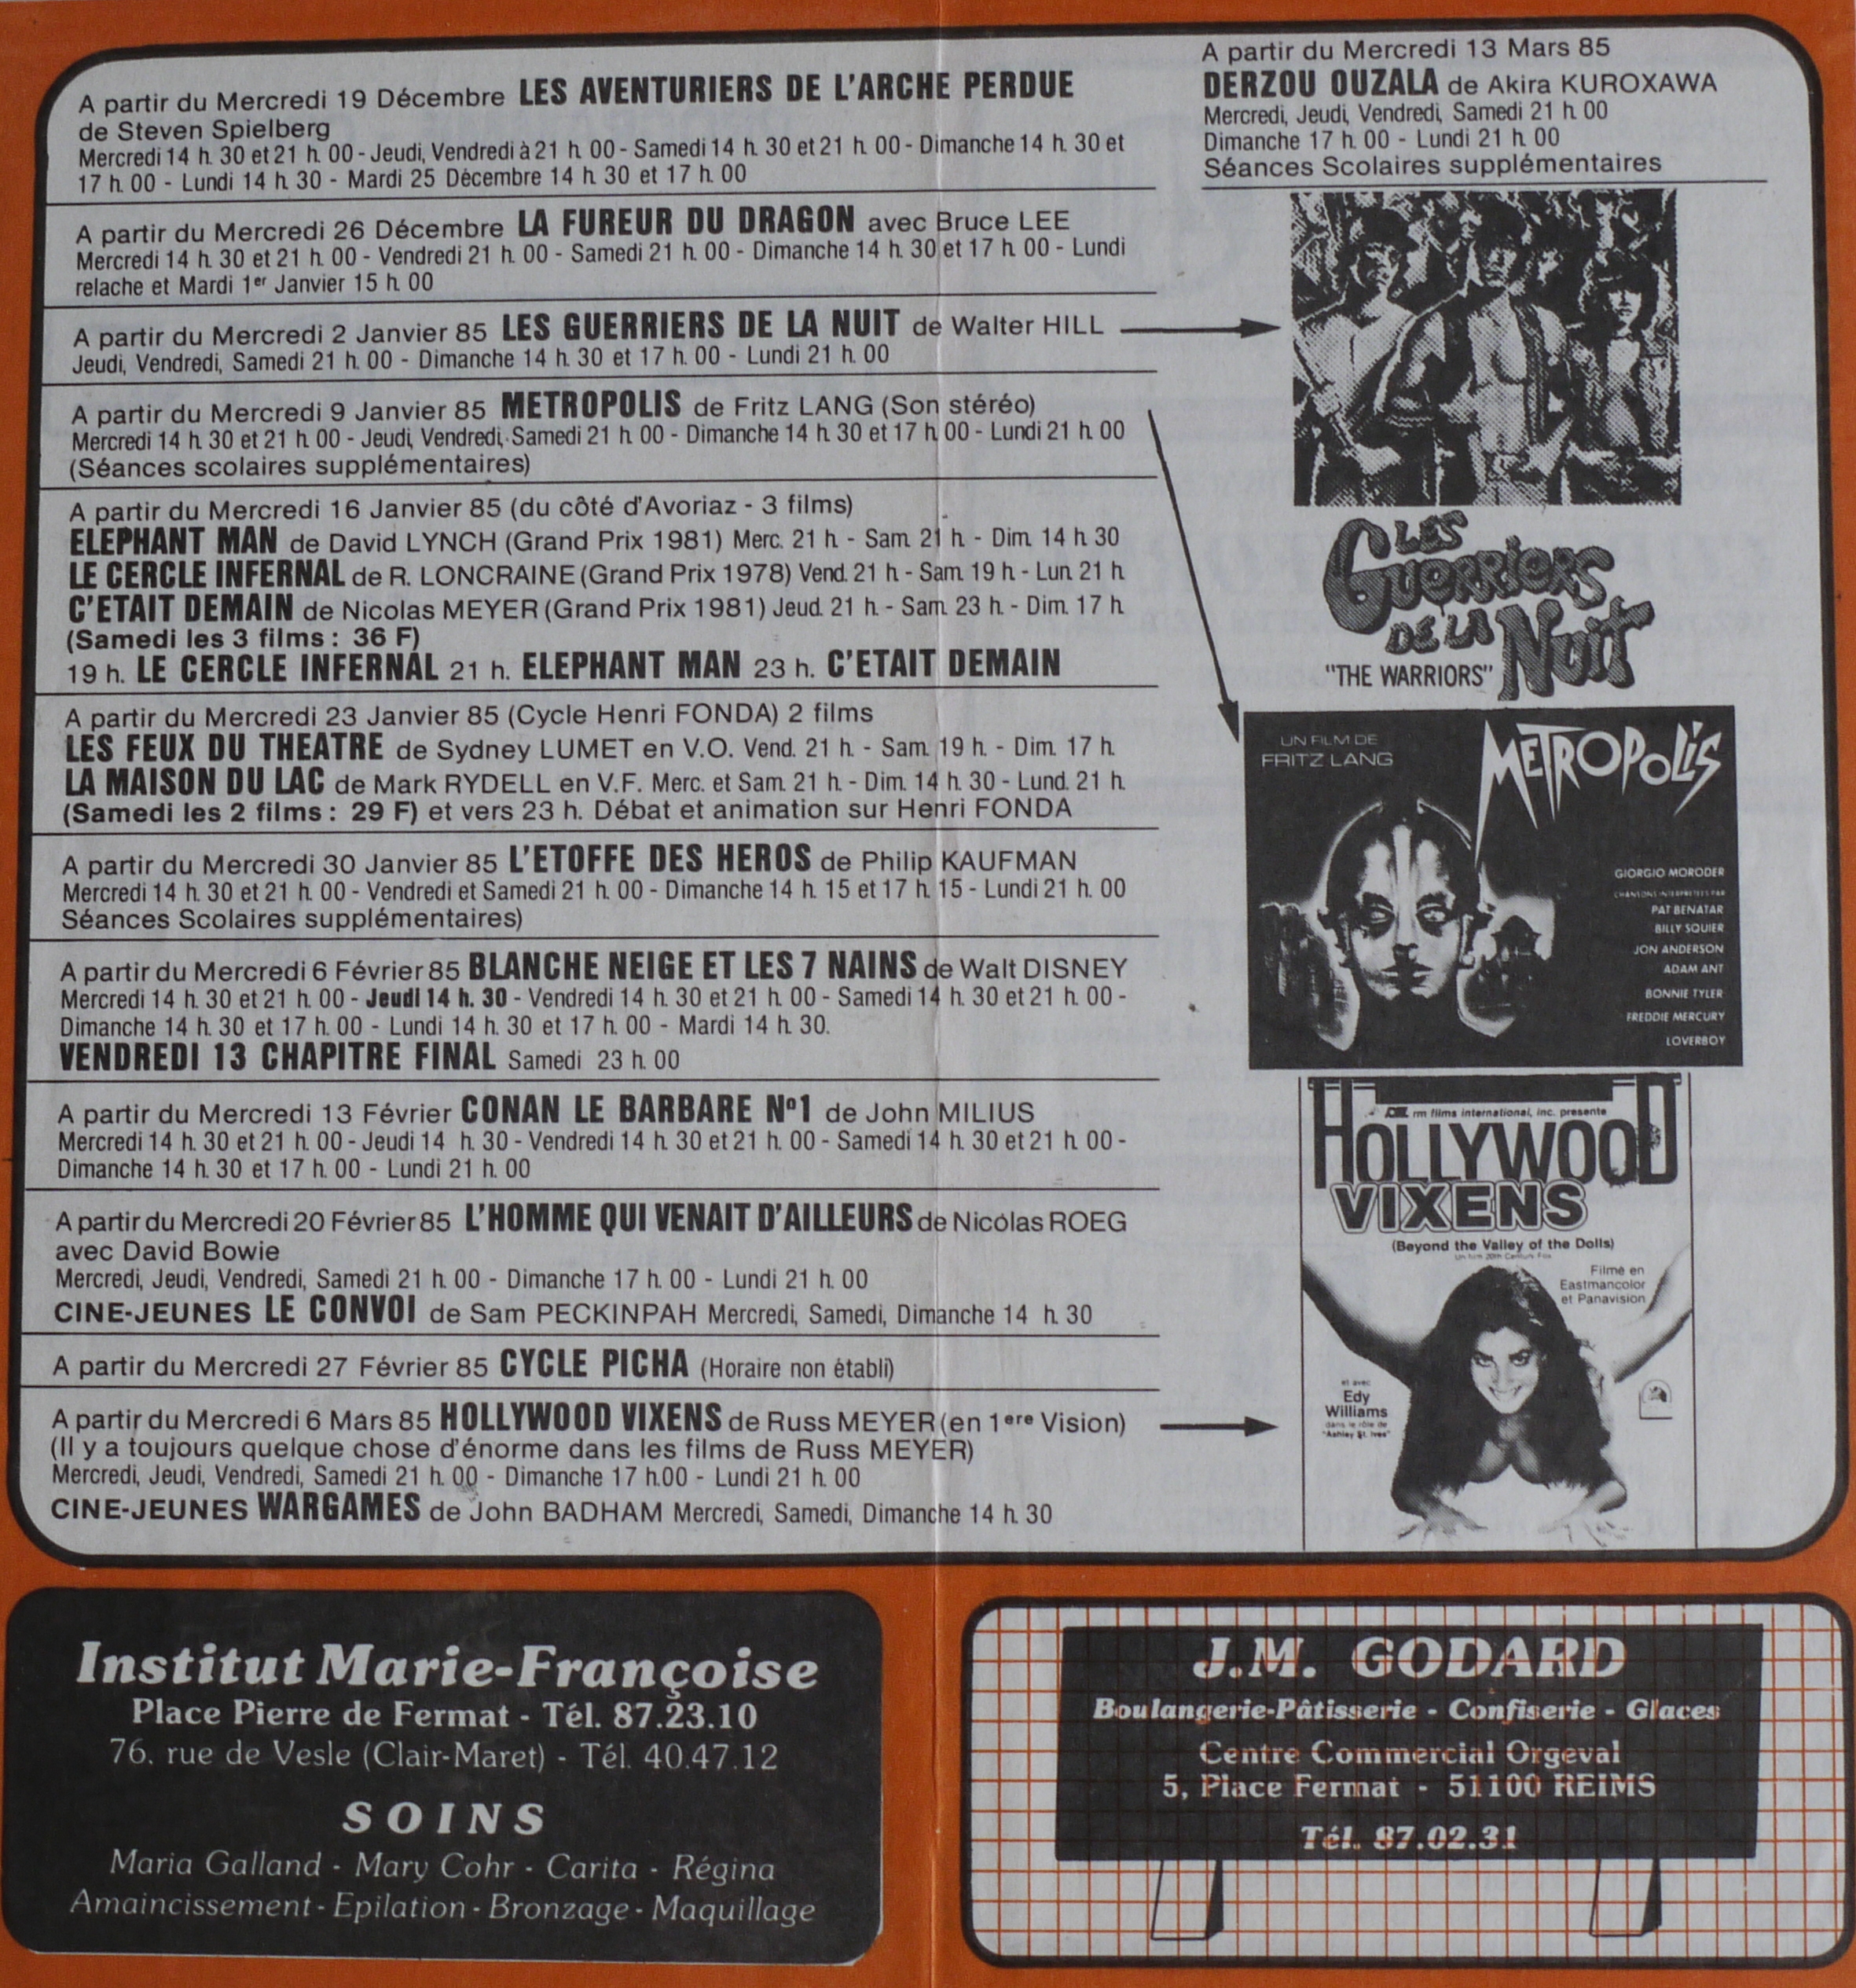 A partir du Mercredi 19 Décembre LES AVENTURIERS DE L'ARCHE PERDUE
de Steven Spielberg
Mercredi 14 h. 30 et 21 h. 00 - Jeudi, Vendredi à 21 h. 00 - Samedi 14 h. 30 et 21 h. 00 - Dimanche 14 h. 30 et
17 h. 00 - Lundi 14 h. 30 - Mardi 25 Décembre 14 h. 30 et 17 h. 00
A partir du Mercredi 26 Décembre LA FUREUR DU DRAGON avec Bruce LEE
Mercredi 14 h. 30 et 21 h. 00 - Vendredi 21 h. 00 - Samedi 21 h. 00 - Dimanche 14 h. 30 et 17 h. 00 - Lundi
relache et Mardi 1er Janvier 15 h. 00
A partir du Mercredi 2 Janvier 85 LES GUERRIERS DE LA NUIT de Walter HILL
Jeudi, Vendredi, Samedi 21 h. 00 - Dimanche 14 h. 30 et 17 h. 00 - Lundi 21 h. 00
A partir du Mercredi 9 Janvier 85 METROPOLIS de Fritz LANG (Son stéréo)
Mercredi 14 h. 30 et 21 h. 00 - Jeudi, Vendredi, Samedi 21 h. 00 - Dimanche 14 h. 30 et 17 h. 00 - Lundi 21 h. 00
(Séances scolaires supplémentaires)
A partir du Mercredi 16 Janvier 85 (du côté d'Avoriaz - 3 films)
ELEPHANT MAN de David LYNCH (Grand Prix 1981) Merc. 21 h. - Sam. 21 h. - Dim. 14 h. 30
LE CERCLE INFERNAL de R. LONCRAINE (Grand Prix 1978) Vend. 21 h. - Sam. 19 h. - Lun. 21 h.
C'ETAIT DEMAIN de Nicolas MEYER (Grand Prix 1981) Jeud. 21 h. - Sam. 23 h. - Dim. 17 h.
(Samedi les 3 films : 36 F)
19 h. LE CERCLE INFERNAL 21 h. ELEPHANT MAN 23 h. C'ETAIT DEMAIN
A partir du Mercredi 23 Janvier 85 (Cycle Henri FONDA) 2 films
LES FEUX DU THEATRE de Sydney LUMET en V.O. Vend. 21 h. - Sam. 19 h. - Dim. 17 h.
LA MAISON DU LAC de Mark RYDELL en V.F. Merc. et Sam. 21 h. - Dim. 14 h. 30 - Lund. 21 h.
(Samedi les 2 films : 29 F) et vers 23 h. Débat et animation sur Henri FONDA
A partir du Mercredi 30 Janvier 85 L'ETOFFE DES HEROS de Philip KAUFMAN
Mercredi 14 h. 30 et 21 h. 00 - Vendredi et Samedi 21 h. 00 - Dimanche 14 h. 15 et 17 h. 15 - Lundi 21 h. 00
Séances Scolaires supplémentaires)
A partir du Mercredi 6 Février 85 BLANCHE NEIGE ET LES 7 NAINS de Walt DISNEY
Mercredi 14 h. 30 et 21 h. 00 - Jeudi 14 h. 30 - Vendredi 14 h. 30 et 21 h. 00 - Samedi 14 h. 30 et 21 h. 00 -
Dimanche 14 h. 30 et 17 h. 00 - Lundi 14 h. 30 et 17 h. 00 - Mardi 14 h. 30.
VENDREDI 13 CHAPITRE FINAL Samedi 23 h. 00
A partir du Mercredi 13 Février CONAN LE BARBARE Nº1 de John MILIUS
Mercredi 14 h. 30 et 21 h. 00 - Jeudi 14 h. 30 - Vendredi 14 h. 30 et 21 h. 00 - Samedi 14 h. 30 et 21 h. 00 -
Dimanche 14 h. 30 et 17 h. 00 - Lundi 21 h. 00
A partir du Mercredi 20 Février 85 L'HOMME QUI VENAIT D'AILLEURS de Nicolas ROEG
avec David Bowie
Mercredi, Jeudi, Vendredi, Samedi 21 h. 00 - Dimanche 17 h. 00 - Lundi 21 h. 00
CINE-JEUNES LE CONVOI de Sam PECKINPAH Mercredi, Samedi, Dimanche 14 h. 30
A partir du Mercredi 27 Février 85 CYCLE PICHA (Horaire non établi)
A partir du Mercredi 6 Mars 85 HOLLYWOOD VIXENS de Russ MEYER (en 1ere Vision)
(Il y a toujours quelque chose d'énorme dans les films de Russ MEYER)
Mercredi, Jeudi, Vendredi, Samedi 21 h. 00 - Dimanche 17 h.00 - Lundi 21 h. 00
CINE-JEUNES WARGAMES de John BADHAM Mercredi, Samedi, Dimanche 14 h. 30
A partir du Mercredi 13 Mars 85
DERZOU OUZALA de Akira KUROXAWA
Mercredi, Jeudi, Vendredi, Samedi 21 h. 00
Dimanche 17 h. 00 - Lundi 21 h. 00
Séances Scolaires supplémentaires
LES
GUERRIERS
DE LA NUIT
"THE WARRIORS"
UN FILM DE
FRITZ LANG
METROPOLIS
GIORGIO MORODER
CHANSONS INTERPRETEES PAR
PAT BENATAR
BILLY SQUIER
JON ANDERSON
ADAM ANT
BONNIE TYLER
FREDDIE MERCURY
LOVERBOY
rm films international, inc. presente
HOLLYWOOD
VIXENS
(Beyond the Valley of the Dolls)
Un film 20th Century Fox
Filmé en
Eastmancolor
et Panavision
et avec
Edy
Williams
dans le rôle de
"Ashley St. Ives"
Institut Marie-Françoise
Place Pierre de Fermat - Tél. 87.23.10
76. rue de Vesle (Clair-Maret) - Tél. 40.47.12
SOINS
Maria Galland - Mary Cohr - Carita - Régina
Amaincissement - Epilation - Bronzage - Maquillage
J.M. GODARD
Boulangerie-Pâtisserie - Confiserie - Glaces
Centre Commercial Orgeval
5, Place Fermat - 51100 REIMS
Tél. 87.02.31